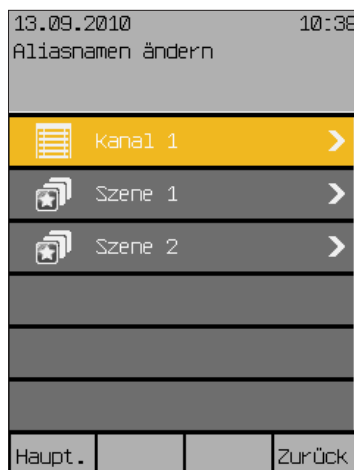 13.09.2010 10:38
Aliasnamen ändern
Kanal 1
Szene 1
Szene 2
Haupt. Zurück